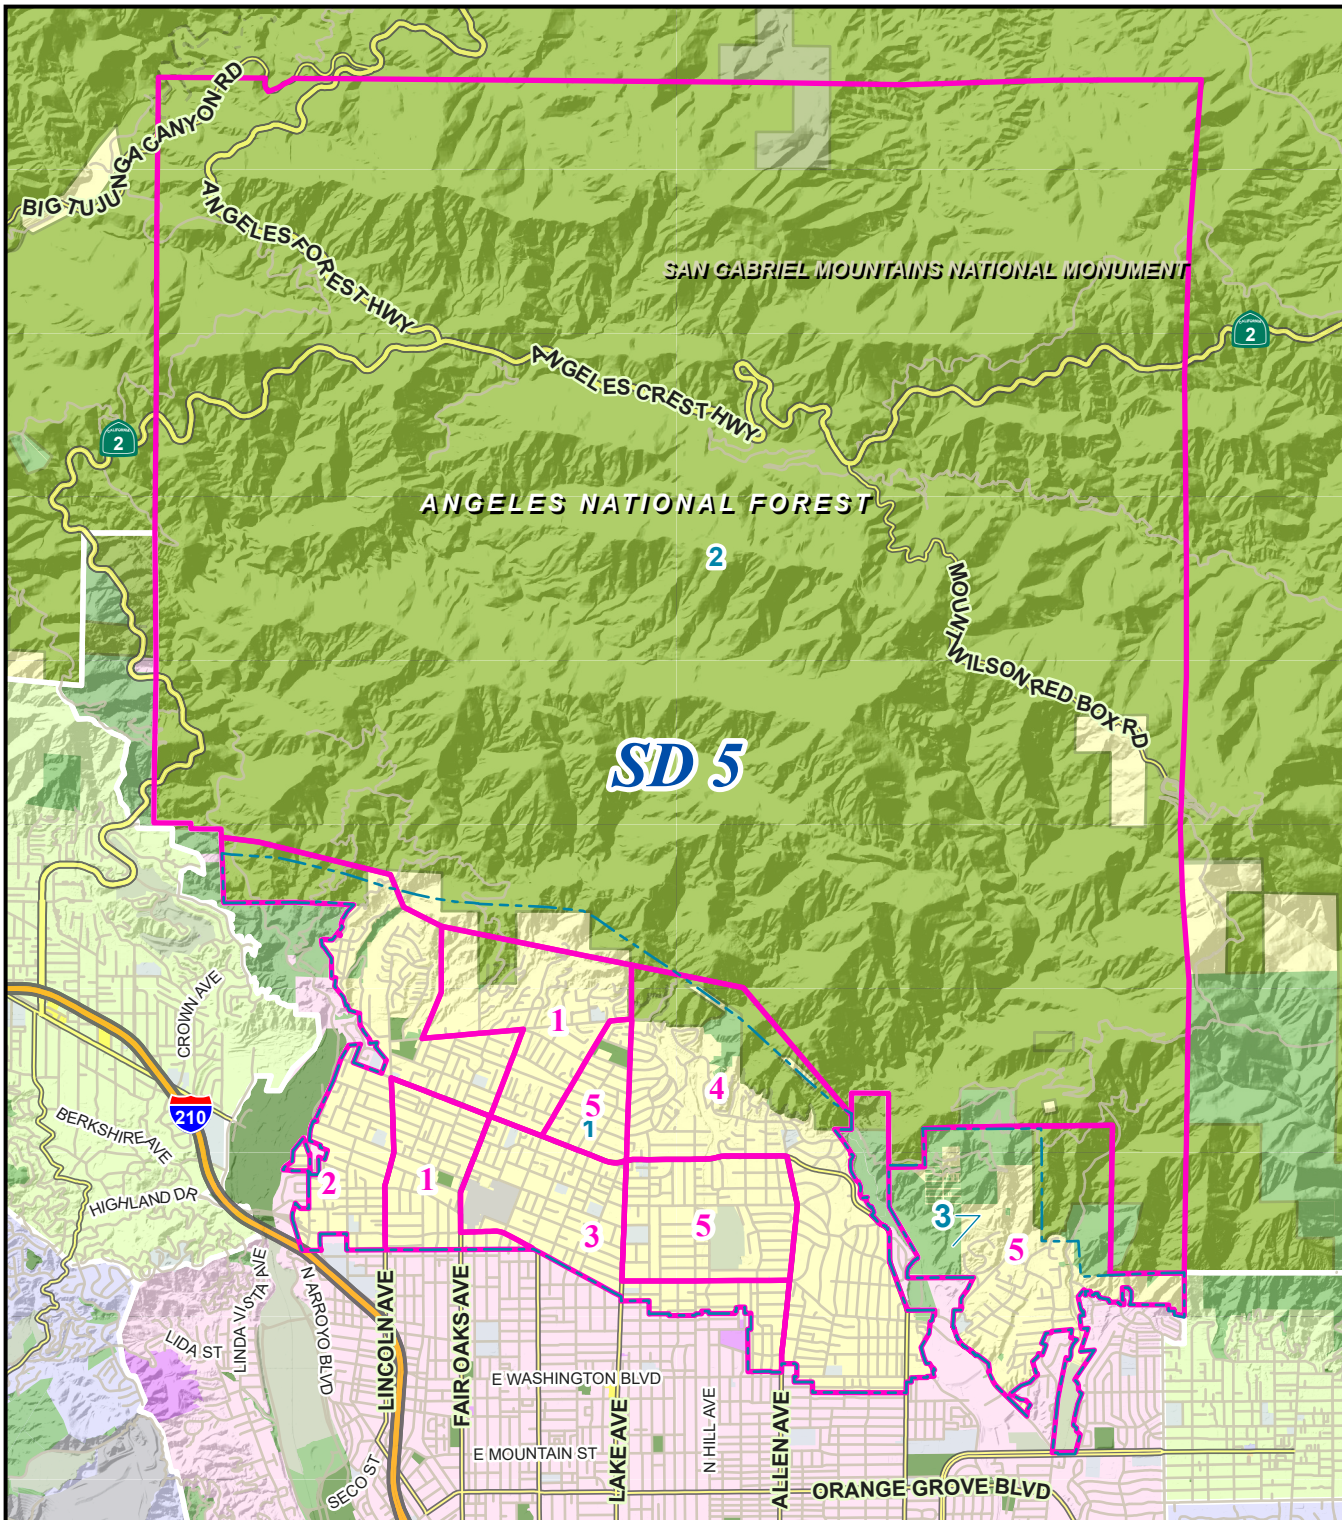 BIG TUJUNGA CANYON RD
ANGELES FOREST HWY
SAN GABRIEL MOUNTAINS NATIONAL MONUMENT
CALIFORNIA
2
ANGELES CREST HWY
CALIFORNIA
2
ANGELES NATIONAL FOREST
2
MOUNT WILSON RED BOX RD
SD 5
CROWN AVE
1
4
210
5
1
BERKSHIRE AVE
2
1
HIGHLAND DR
3
3
5
5
LINDA VISTA AVE
N ARROYO BLVD
LINCOLN AVE
FAIR OAKS AVE
LIDA ST
E WASHINGTON BLVD
LAKE AVE
N HILL AVE
ALLEN AVE
E MOUNTAIN ST
SECO ST
ORANGE GROVE BLVD